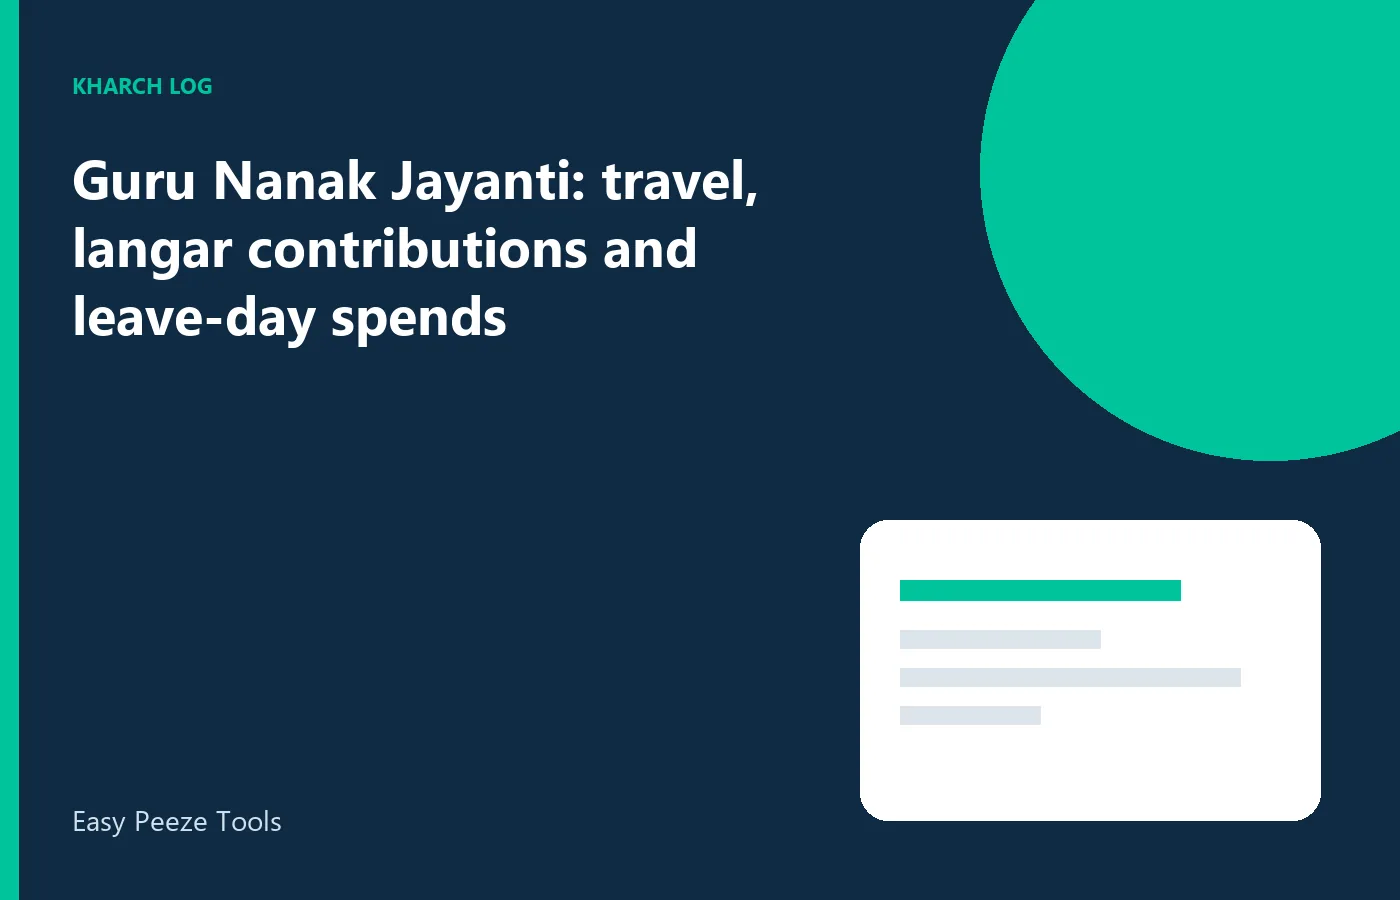 KHARCH LOG
Guru Nanak Jayanti: travel,
langar contributions and
leave-day spends
Easy Peeze Tools